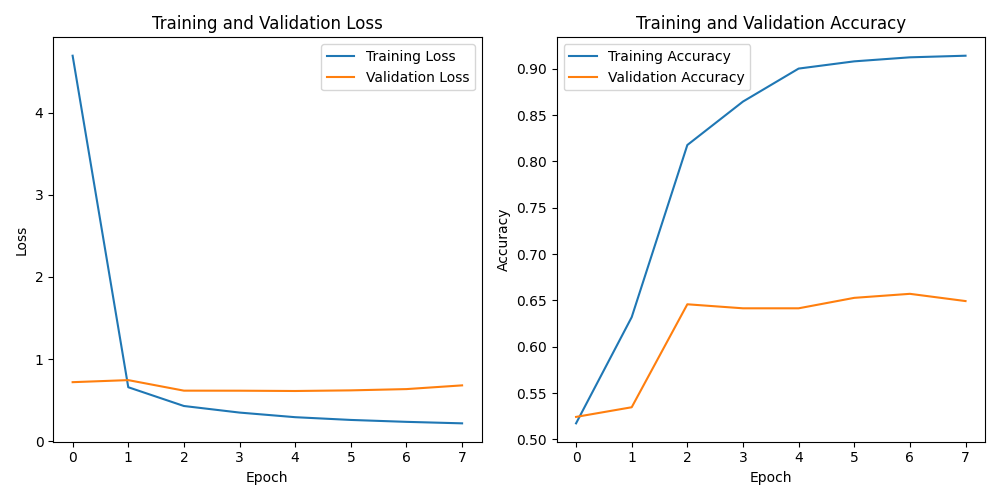 Training and Validation Loss
Training Loss
Validation Loss
4
3
2
1
0
Loss
0 1 2 3 4 5 6 7
Epoch
Training and Validation Accuracy
Training Accuracy
Validation Accuracy
0.90
0.85
0.80
0.75
0.70
0.65
0.60
0.55
0.50
Accuracy
0 1 2 3 4 5 6 7
Epoch